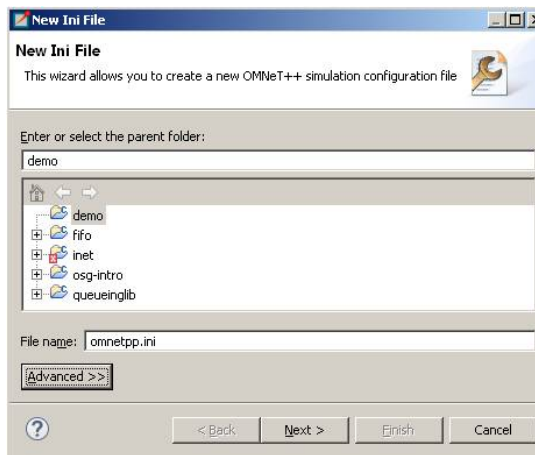 New Ini File
New Ini File
This wizard allows you to create a new OMNeT++ simulation configuration file
Enter or select the parent folder:
demo
demo
fifo
inet
osg-intro
queueinglib
File name: omnetpp.ini
Advanced >>
< Back Next > Finish Cancel